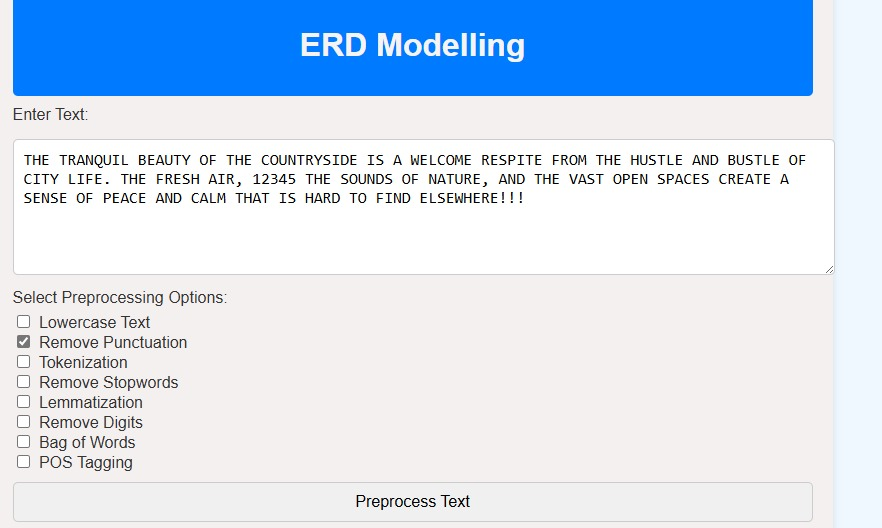 ERD Modelling
Enter Text:
THE TRANQUIL BEAUTY OF THE COUNTRYSIDE IS A WELCOME RESPITE FROM THE HUSTLE AND BUSTLE OF
CITY LIFE. THE FRESH AIR, 12345 THE SOUNDS OF NATURE, AND THE VAST OPEN SPACES CREATE A
SENSE OF PEACE AND CALM THAT IS HARD TO FIND ELSEWHERE!!!
Select Preprocessing Options:
Lowercase Text
Remove Punctuation
Tokenization
Remove Stopwords
Lemmatization
Remove Digits
Bag of Words
POS Tagging
Preprocess Text